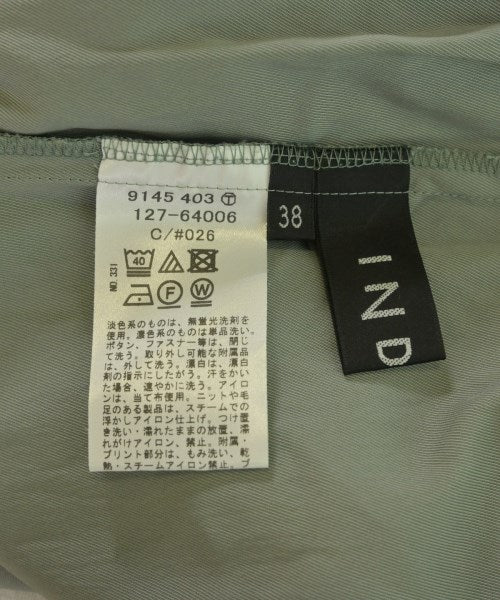 9145 403 Ⓣ
127-64006
C/#026
NO 331
40
F
W
淡色系のものは、無蛍光洗剤を
使用。濃色系のものは単品洗い。
ボタン、ファスナー等は、閉じ
て洗う。取り外し可能な附属品
は、外して洗う。漂白は、漂白
剤の指示にしたがう。汗をかい
た場合、速やかに洗う。アイロ
ンは、当て布使用。ニットや毛
足のある製品は、スチームでの
浮かしアイロン仕上げ。つけ置
き洗い・濡れたままの放置、濡
れがけアイロン、禁止。附属・
プリント部分は、もみ洗い、乾
熱・スチームアイロン禁止。プ
38
IND